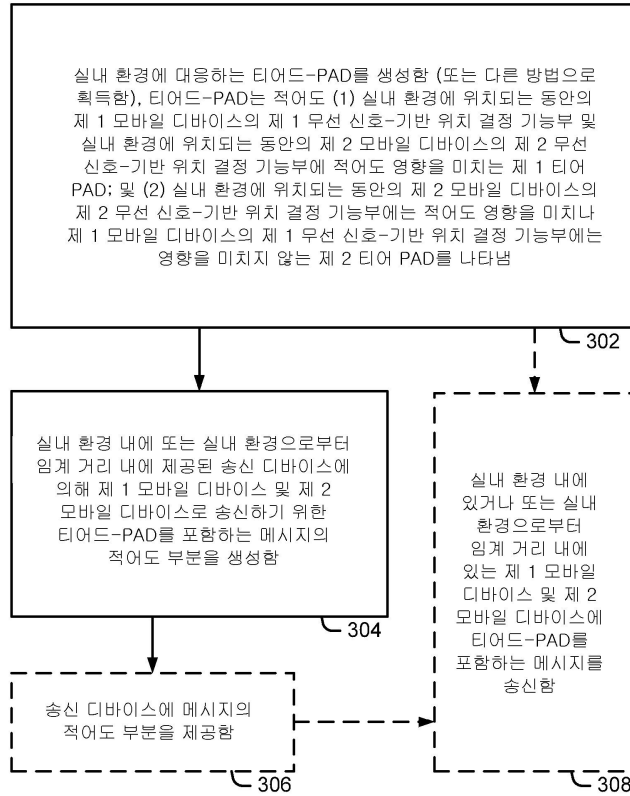 실내 환경에 대응하는 티어드-PAD를 생성함 (또는 다른 방법으로
획득함), 티어드-PAD는 적어도 (1) 실내 환경에 위치되는 동안의
제 1 모바일 디바이스의 제 1 무선 신호-기반 위치 결정 기능부 및
실내 환경에 위치되는 동안의 제 2 모바일 디바이스의 제 2 무선
신호-기반 위치 결정 기능부에 적어도 영향을 미치는 제 1 티어
PAD; 및 (2) 실내 환경에 위치되는 동안의 제 2 모바일 디바이스의
제 2 무선 신호-기반 위치 결정 기능부에는 적어도 영향을 미치나
제 1 모바일 디바이스의 제 1 무선 신호-기반 위치 결정 기능부에는
영향을 미치지 않는 제 2 티어 PAD를 나타냄
302
실내 환경 내에 또는 실내 환경으로부터
임계 거리 내에 제공된 송신 디바이스에
의해 제 1 모바일 디바이스 및 제 2
모바일 디바이스로 송신하기 위한
티어드-PAD를 포함하는 메시지의
적어도 부분을 생성함
304
송신 디바이스에 메시지의
적어도 부분을 제공함
306
실내 환경 내에
있거나 또는 실내
환경으로부터
임계 거리 내에
있는 제 1 모바일
디바이스 및 제 2
모바일 디바이스에
티어드-PAD를
포함하는 메시지를
송신함
308